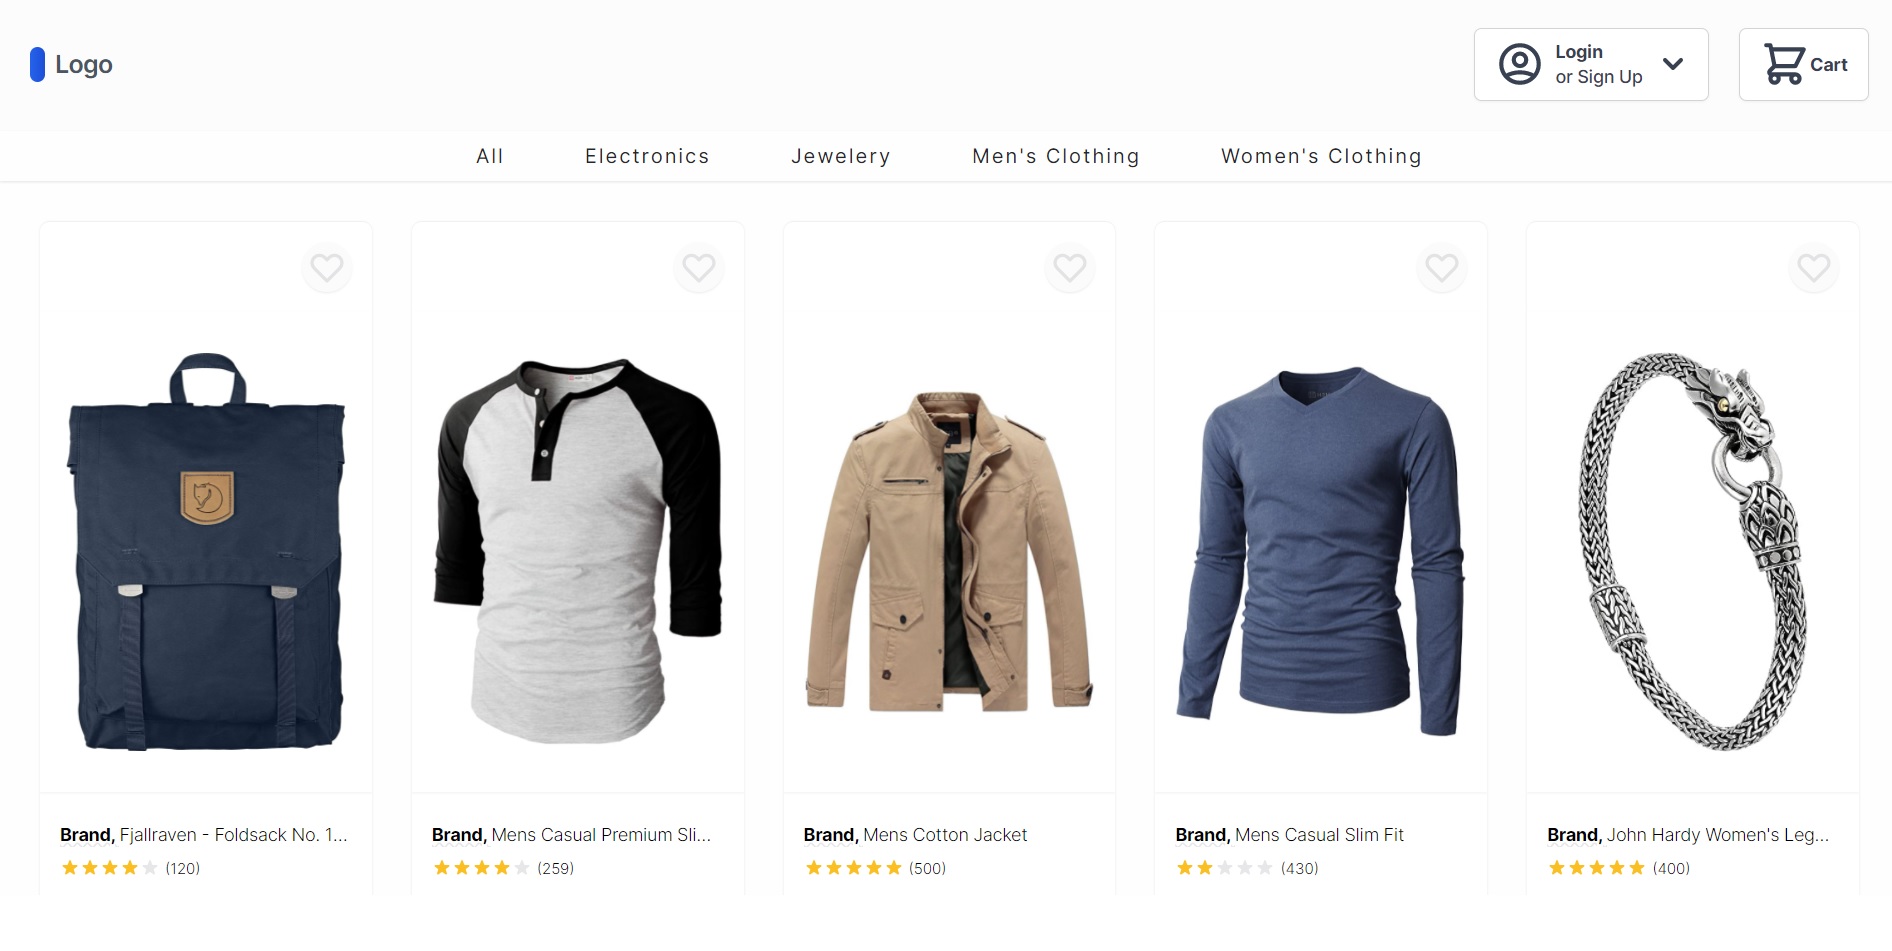 Logo
Login
or Sign Up
Cart
All Electronics Jewelery Men's Clothing Women's Clothing
Brand, Fjallraven - Foldsack No. 1...
(120)
Brand, Mens Casual Premium Sli...
(259)
Brand, Mens Cotton Jacket
(500)
Brand, Mens Casual Slim Fit
(430)
Brand, John Hardy Women's Leg...
(400)